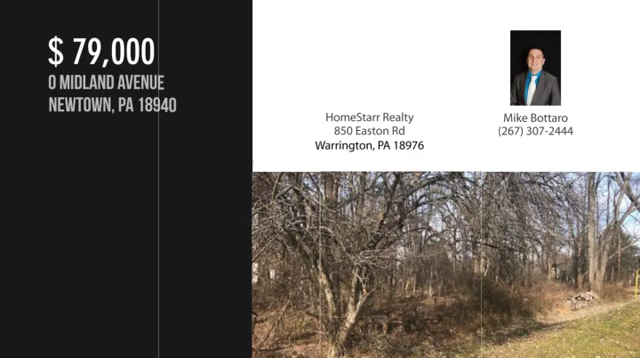 $ 79,000
0 MIDLAND AVENUE
NEWTOWN, PA 18940
HomeStarr Realty
850 Easton Rd
Warrington, PA 18976
Mike Bottaro
(267) 307-2444